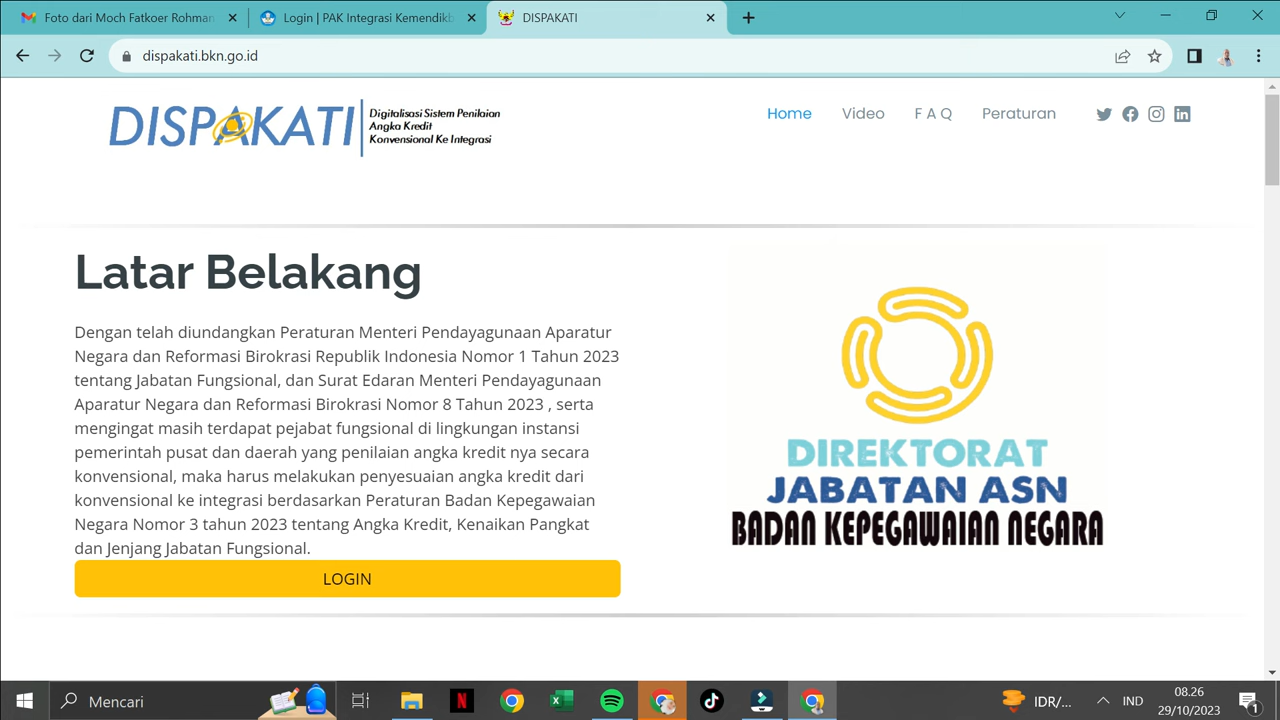 Foto dari Moch Fatkoer Rohman
Login | PAK Integrasi Kemendikb
DISPAKATI
dispakati.bkn.go.id
DISPAKATI
Digitalisasi Sistem Penilaian
Angka Kredit
Konvensional Ke Integrasi
Home Video F A Q Peraturan
Latar Belakang
Dengan telah diundangkan Peraturan Menteri Pendayagunaan Aparatur
Negara dan Reformasi Birokrasi Republik Indonesia Nomor 1 Tahun 2023
tentang Jabatan Fungsional, dan Surat Edaran Menteri Pendayagunaan
Aparatur Negara dan Reformasi Birokrasi Nomor 8 Tahun 2023 , serta
mengingat masih terdapat pejabat fungsional di lingkungan instansi
pemerintah pusat dan daerah yang penilaian angka kredit nya secara
konvensional, maka harus melakukan penyesuaian angka kredit dari
konvensional ke integrasi berdasarkan Peraturan Badan Kepegawaian
Negara Nomor 3 tahun 2023 tentang Angka Kredit, Kenaikan Pangkat
dan Jenjang Jabatan Fungsional.
LOGIN
DIREKTORAT
JABATAN ASN
BADAN KEPEGAWAIAN NEGARA
Mencari
IDR/...
IND
08.26
29/10/2023
1